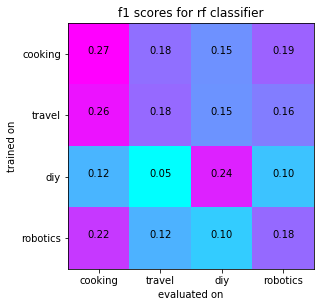 f1 scores for rf classifier
trained on
cooking 0.27 0.18 0.15 0.19
travel 0.26 0.18 0.15 0.16
diy 0.12 0.05 0.24 0.10
robotics 0.22 0.12 0.10 0.18
cooking travel diy robotics
evaluated on